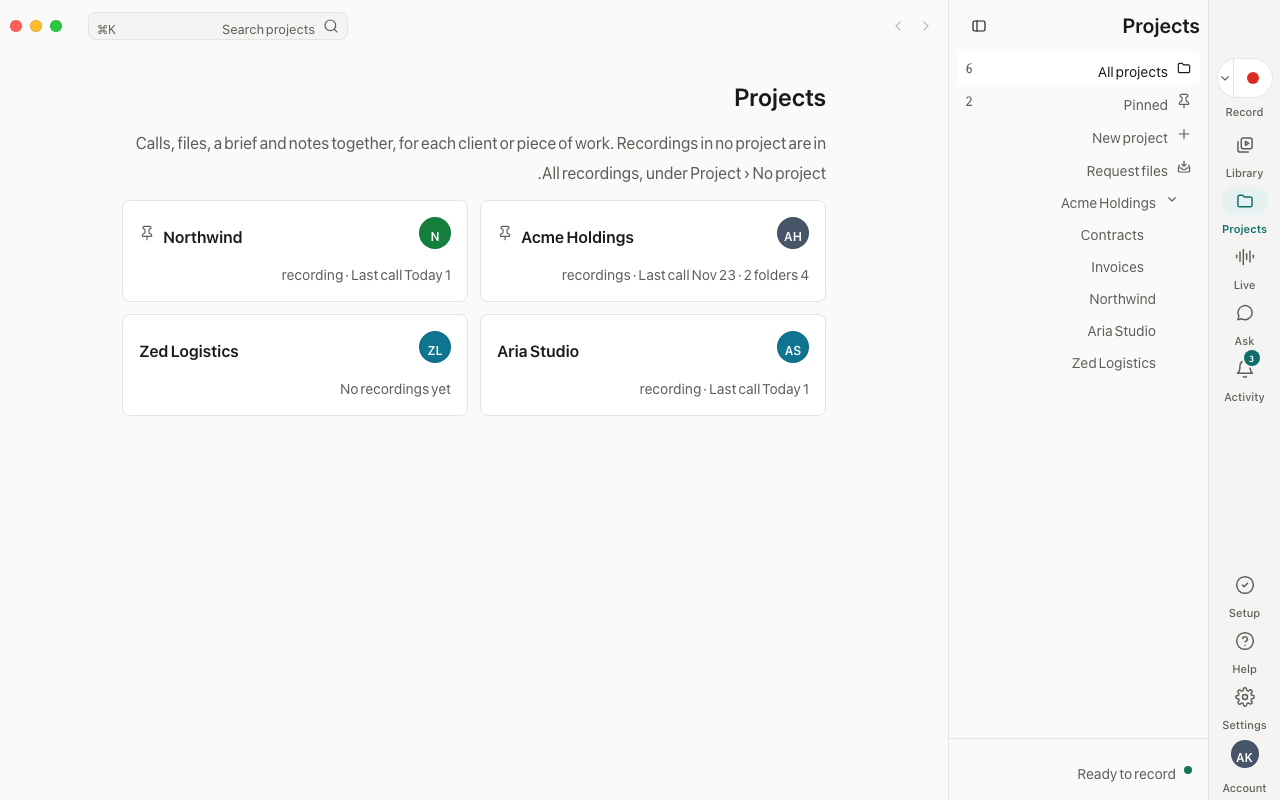 ⌘K
Search projects
Projects
Calls, files, a brief and notes together, for each client or piece of work. Recordings in no project are in
.All recordings, under Project › No project
AH
Acme Holdings
recordings · Last call Nov 23 · 2 folders 4
N
Northwind
recording · Last call Today 1
AS
Aria Studio
recording · Last call Today 1
ZL
Zed Logistics
No recordings yet
Projects
All projects
6
Pinned
2
New project
Request files
Acme Holdings
Contracts
Invoices
Northwind
Aria Studio
Zed Logistics
Ready to record
Record
Library
Projects
Live
Ask
3
Activity
Setup
Help
Settings
AK
Account